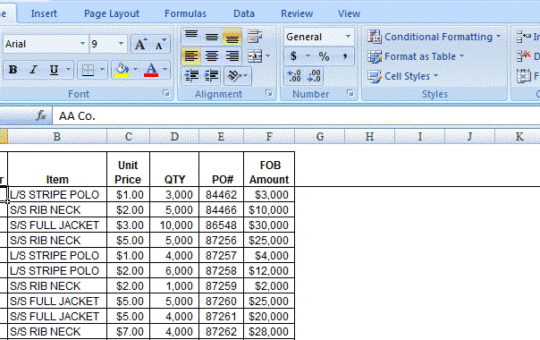 Insert Page Layout Formulas Data Review View
Arial 9 A A General Conditional Formatting
B I U A $ % , Format as Table
.0 .00 .00 .0 Cell Styles
Font Alignment Number Styles
fx AA Co.
B C D E F G H I J K
Item Unit Price QTY PO# FOB Amount
L/S STRIPE POLO $1.00 3,000 84462 $3,000
S/S RIB NECK $2.00 5,000 84466 $10,000
S/S FULL JACKET $3.00 10,000 86548 $30,000
S/S RIB NECK $5.00 5,000 87256 $25,000
L/S STRIPE POLO $1.00 4,000 87257 $4,000
L/S STRIPE POLO $2.00 6,000 87258 $12,000
S/S RIB NECK $2.00 1,000 87259 $2,000
S/S FULL JACKET $5.00 5,000 87260 $25,000
S/S FULL JACKET $5.00 4,000 87261 $20,000
S/S RIB NECK $7.00 4,000 87262 $28,000